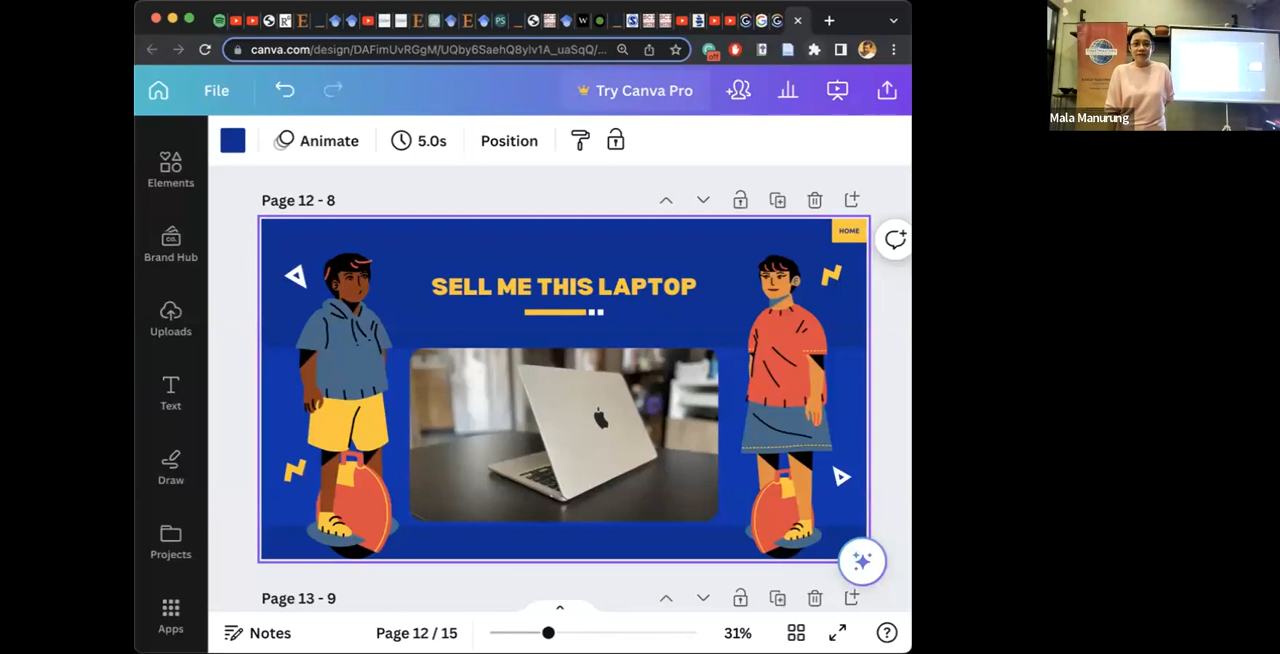 canva.com/design/DAFimUvRGgM/UQby6SaehQ8ylv1A_uaSqQ/...
File
Try Canva Pro
Animate
5.0s
Position
Elements
Brand Hub
Uploads
Text
Draw
Projects
Apps
Page 12 - 8
HOME
SELL ME THIS LAPTOP
Page 13 - 9
Notes
Page 12 / 15
31%
Mala Manurung